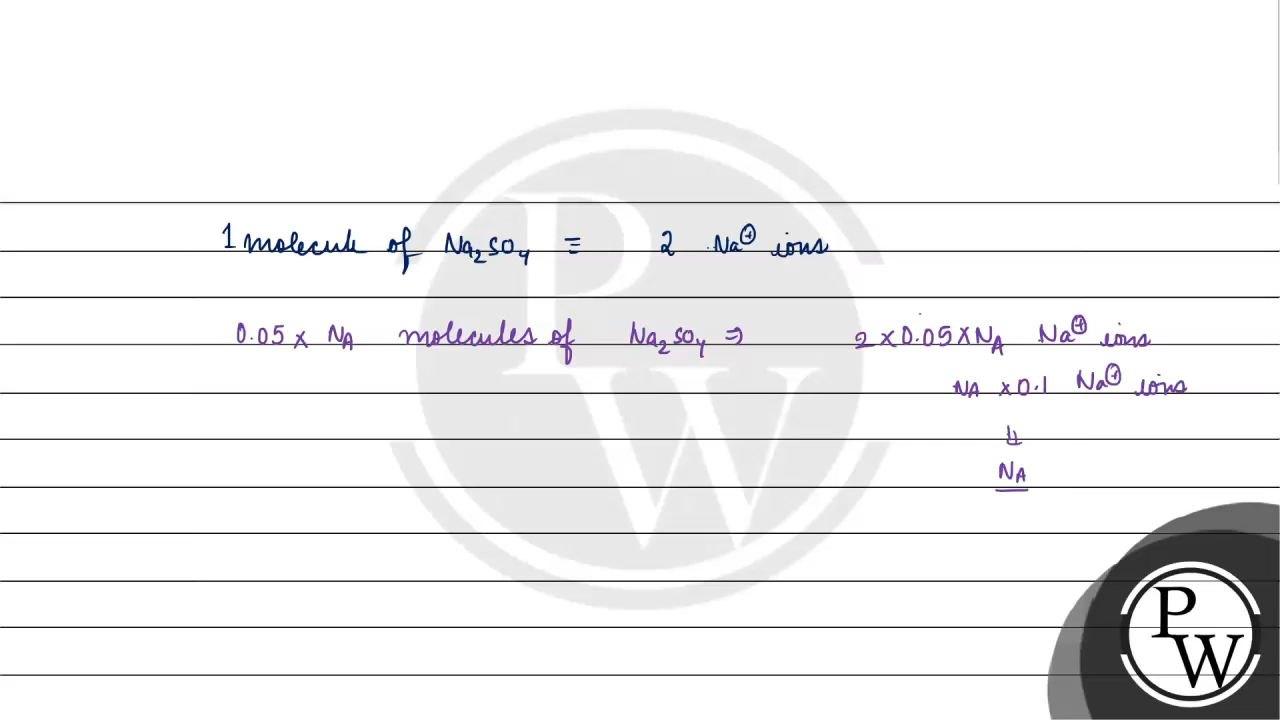 1 molecule of Na₂SO₄ ≡ 2 Na⊕ ions
0.05 × NA molecules of Na₂SO₄ ⇒ 2 × 0.05 × NA Na⊕ ions
NA × 0.1 Na⊕ ions
⇓
NA
P
W
P
W